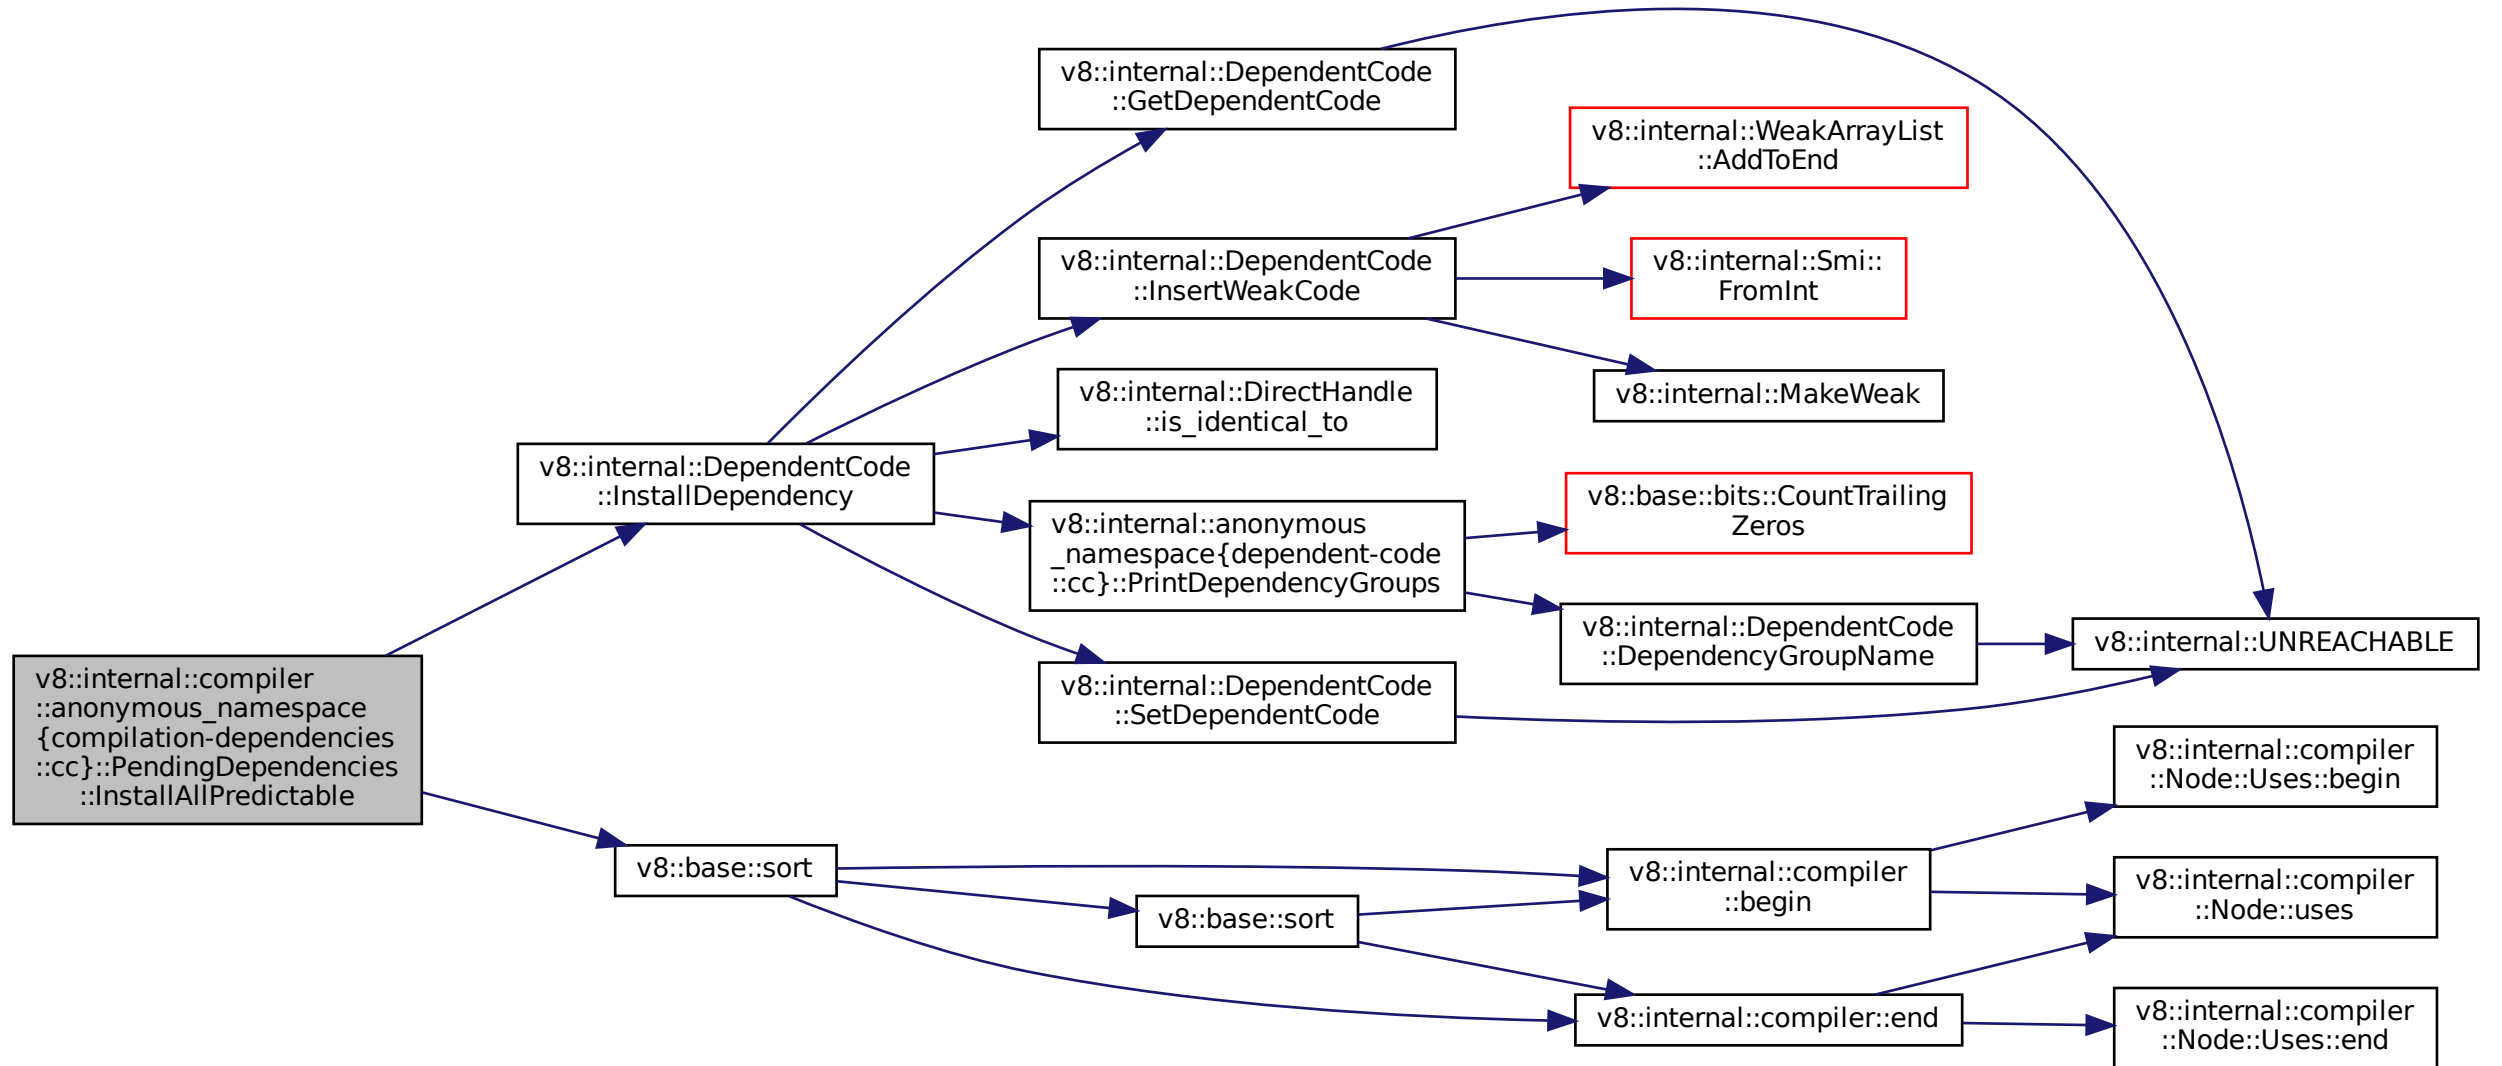 v8::internal::compiler
::anonymous_namespace
{compilation-dependencies
::cc}::PendingDependencies
::InstallAllPredictable
v8::internal::DependentCode
::InstallDependency
v8::base::sort
v8::internal::DependentCode
::GetDependentCode
v8::internal::DependentCode
::InsertWeakCode
v8::internal::DirectHandle
::is_identical_to
v8::internal::anonymous
_namespace{dependent-code
::cc}::PrintDependencyGroups
v8::internal::DependentCode
::SetDependentCode
v8::base::sort
v8::internal::WeakArrayList
::AddToEnd
v8::internal::Smi::
FromInt
v8::internal::MakeWeak
v8::base::bits::CountTrailing
Zeros
v8::internal::DependentCode
::DependencyGroupName
v8::internal::compiler
::begin
v8::internal::compiler::end
v8::internal::UNREACHABLE
v8::internal::compiler
::Node::Uses::begin
v8::internal::compiler
::Node::uses
v8::internal::compiler
::Node::Uses::end